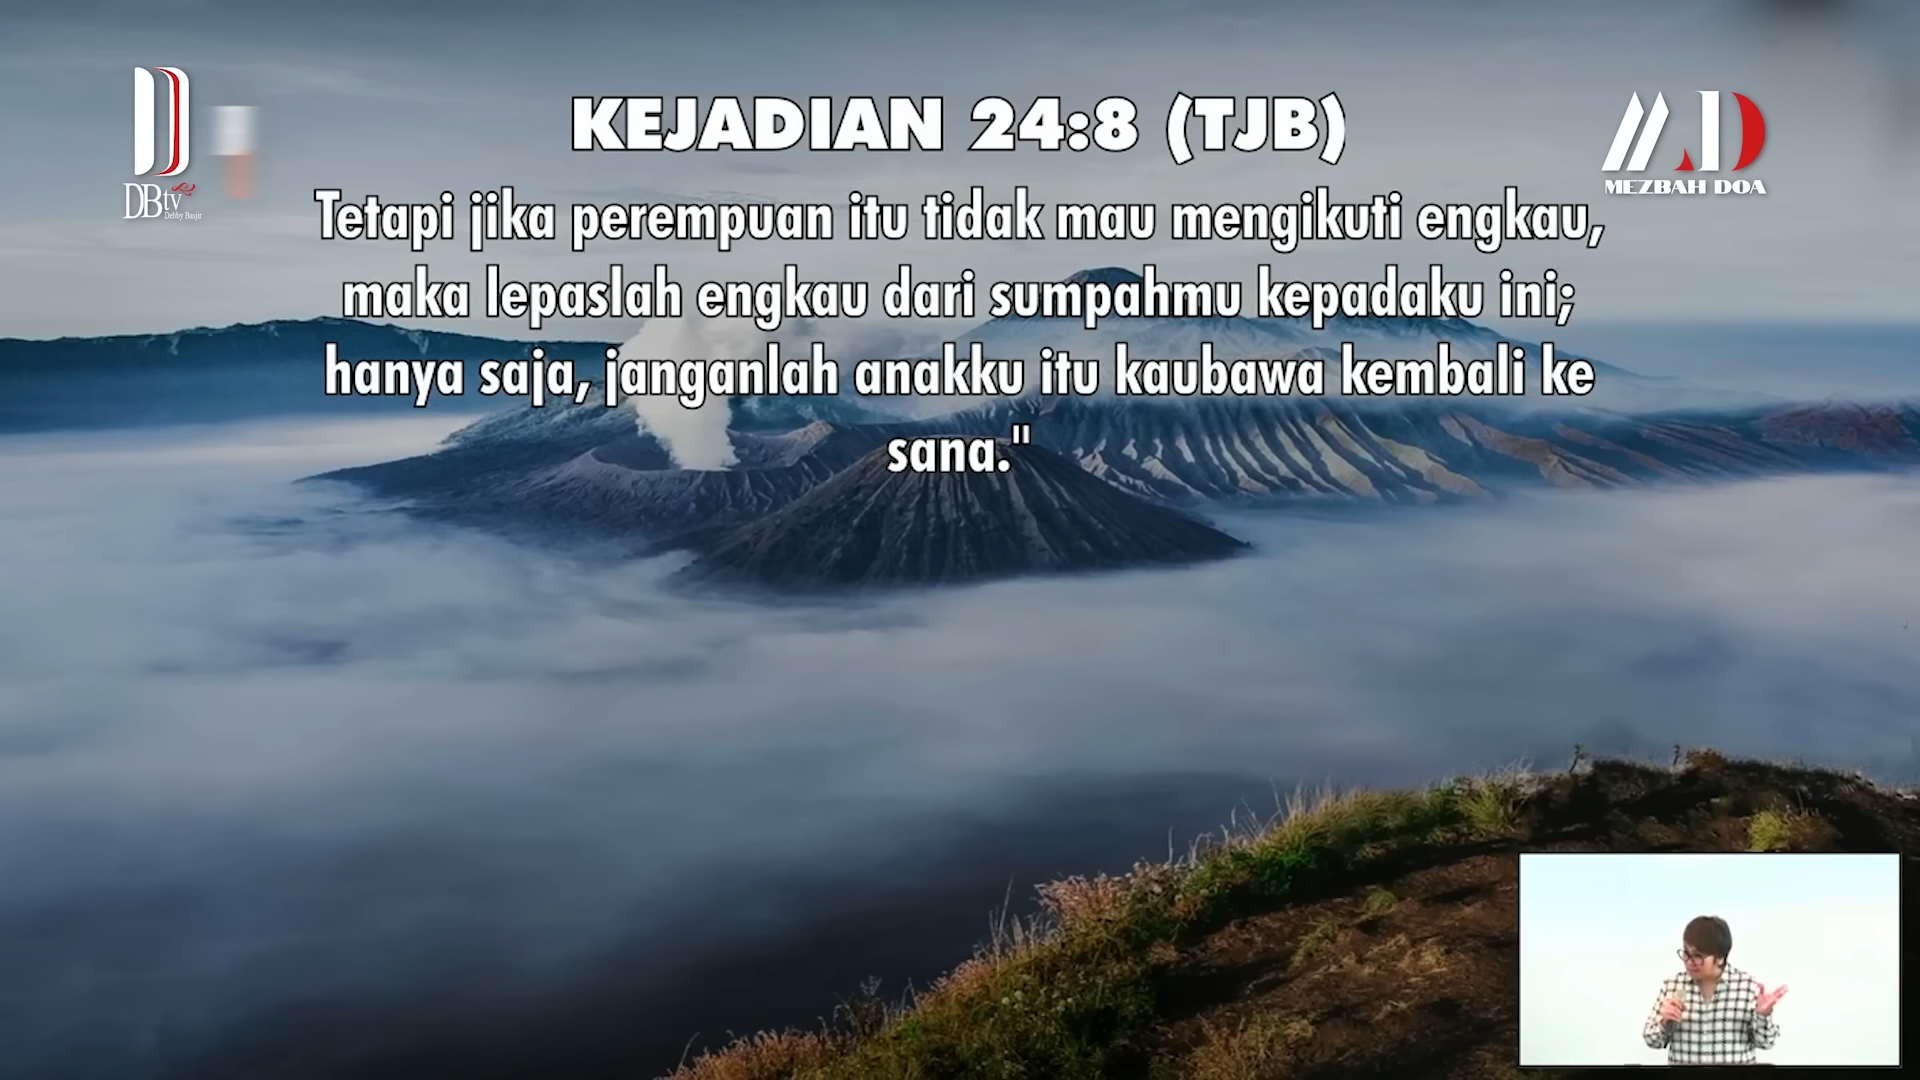 KEJADIAN 24:8 (TJB)
Tetapi jika perempuan itu tidak mau mengikuti engkau,
maka lepaslah engkau dari sumpahmu kepadaku ini;
hanya saja, janganlah anakku itu kaubawa kembali ke
sana."
DBtv
Debby Basjir
MD
MEZBAH DOA